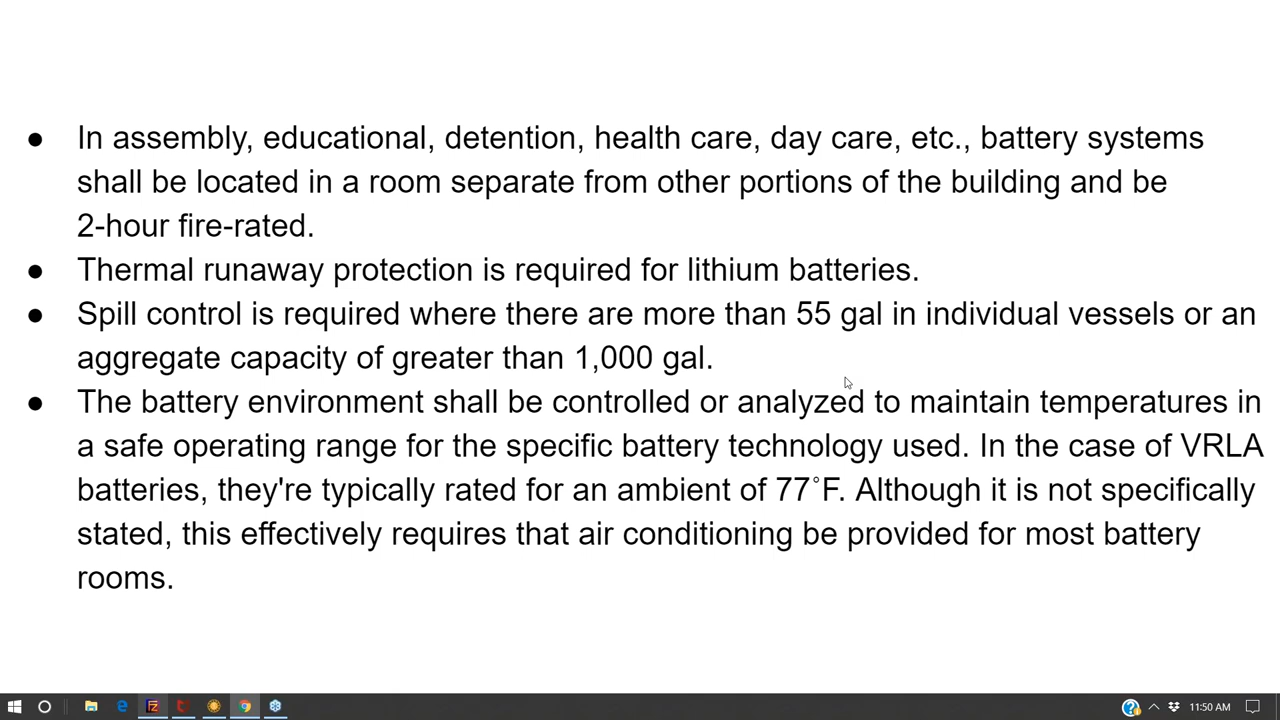 ● In assembly, educational, detention, health care, day care, etc., battery systems
shall be located in a room separate from other portions of the building and be
2-hour fire-rated.
● Thermal runaway protection is required for lithium batteries.
● Spill control is required where there are more than 55 gal in individual vessels or an
aggregate capacity of greater than 1,000 gal.
● The battery environment shall be controlled or analyzed to maintain temperatures in
a safe operating range for the specific battery technology used. In the case of VRLA
batteries, they're typically rated for an ambient of 77˚F. Although it is not specifically
stated, this effectively requires that air conditioning be provided for most battery
rooms.
11:50 AM